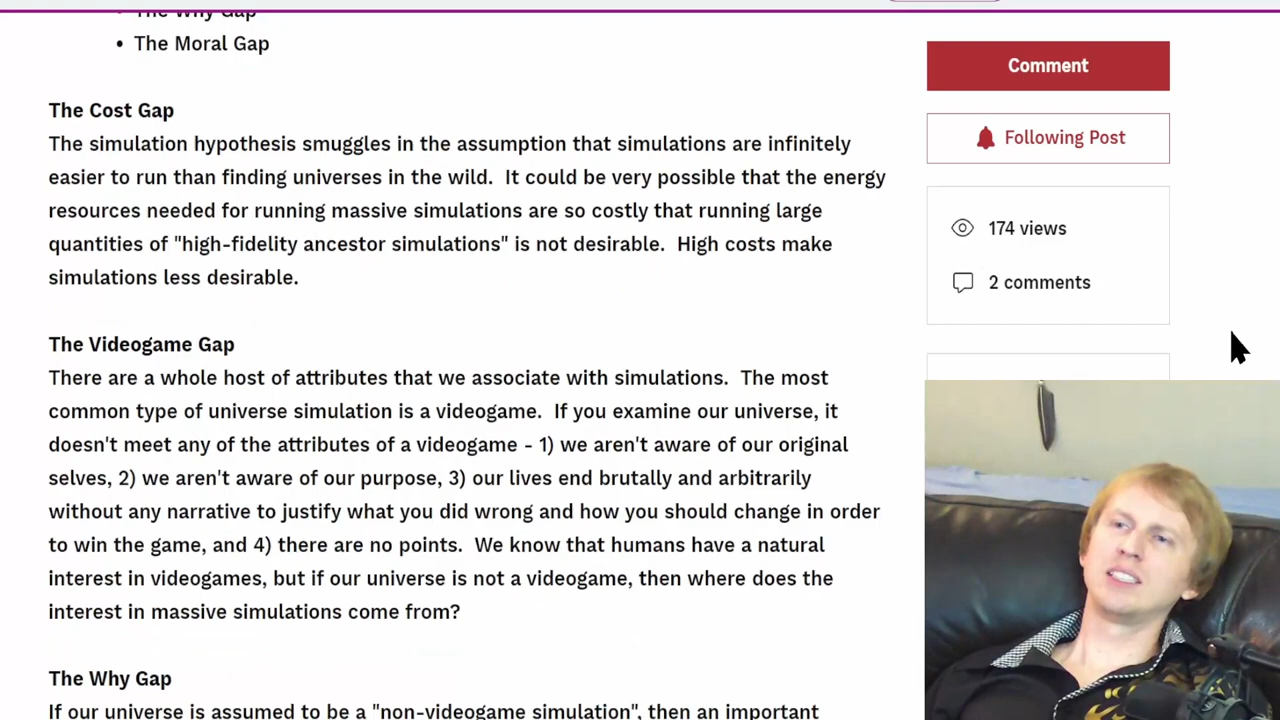 • The Why Gap
• The Moral Gap
The Cost Gap
The simulation hypothesis smuggles in the assumption that simulations are infinitely
easier to run than finding universes in the wild.  It could be very possible that the energy
resources needed for running massive simulations are so costly that running large
quantities of "high-fidelity ancestor simulations" is not desirable.  High costs make
simulations less desirable.
The Videogame Gap
There are a whole host of attributes that we associate with simulations.  The most
common type of universe simulation is a videogame.  If you examine our universe, it
doesn't meet any of the attributes of a videogame - 1) we aren't aware of our original
selves, 2) we aren't aware of our purpose, 3) our lives end brutally and arbitrarily
without any narrative to justify what you did wrong and how you should change in order
to win the game, and 4) there are no points.  We know that humans have a natural
interest in videogames, but if our universe is not a videogame, then where does the
interest in massive simulations come from?
The Why Gap
If our universe is assumed to be a "non-videogame simulation", then an important
Comment
Following Post
174 views
2 comments